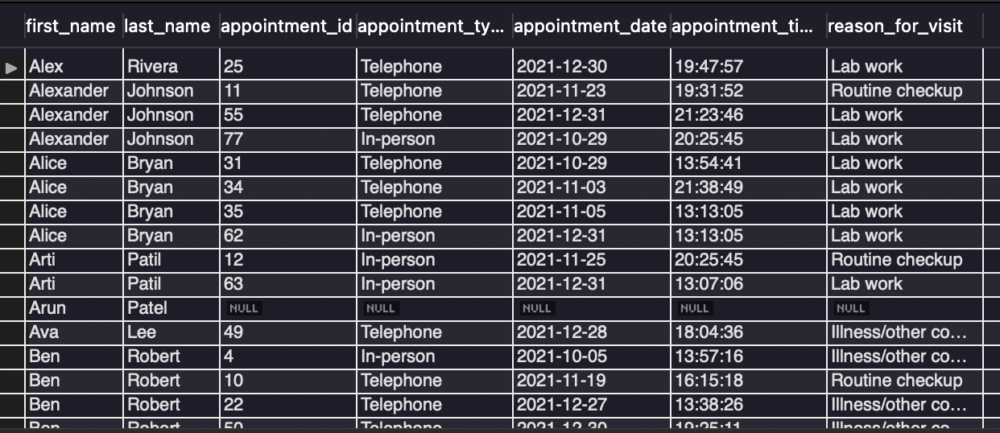 first_name last_name appointment_id appointment_ty... appointment_date appointment_ti... reason_for_visit
Alex Rivera 25 Telephone 2021-12-30 19:47:57 Lab work
Alexander Johnson 11 Telephone 2021-11-23 19:31:52 Routine checkup
Alexander Johnson 55 Telephone 2021-12-31 21:23:46 Lab work
Alexander Johnson 77 In-person 2021-10-29 20:25:45 Lab work
Alice Bryan 31 Telephone 2021-10-29 13:54:41 Lab work
Alice Bryan 34 Telephone 2021-11-03 21:38:49 Lab work
Alice Bryan 35 Telephone 2021-11-05 13:13:05 Lab work
Alice Bryan 62 In-person 2021-12-31 13:13:05 Lab work
Arti Patil 12 In-person 2021-11-25 20:25:45 Routine checkup
Arti Patil 63 In-person 2021-12-31 13:07:06 Lab work
Arun Patel NULL NULL NULL NULL NULL
Ava Lee 49 Telephone 2021-12-28 18:04:36 Illness/other co...
Ben Robert 4 In-person 2021-10-05 13:57:16 Illness/other co...
Ben Robert 10 Telephone 2021-11-19 16:15:18 Routine checkup
Ben Robert 22 Telephone 2021-12-27 13:38:26 Illness/other co...
Ben Robert 50 Telephone 2021-12-30 19:25:11 Illness/other co...